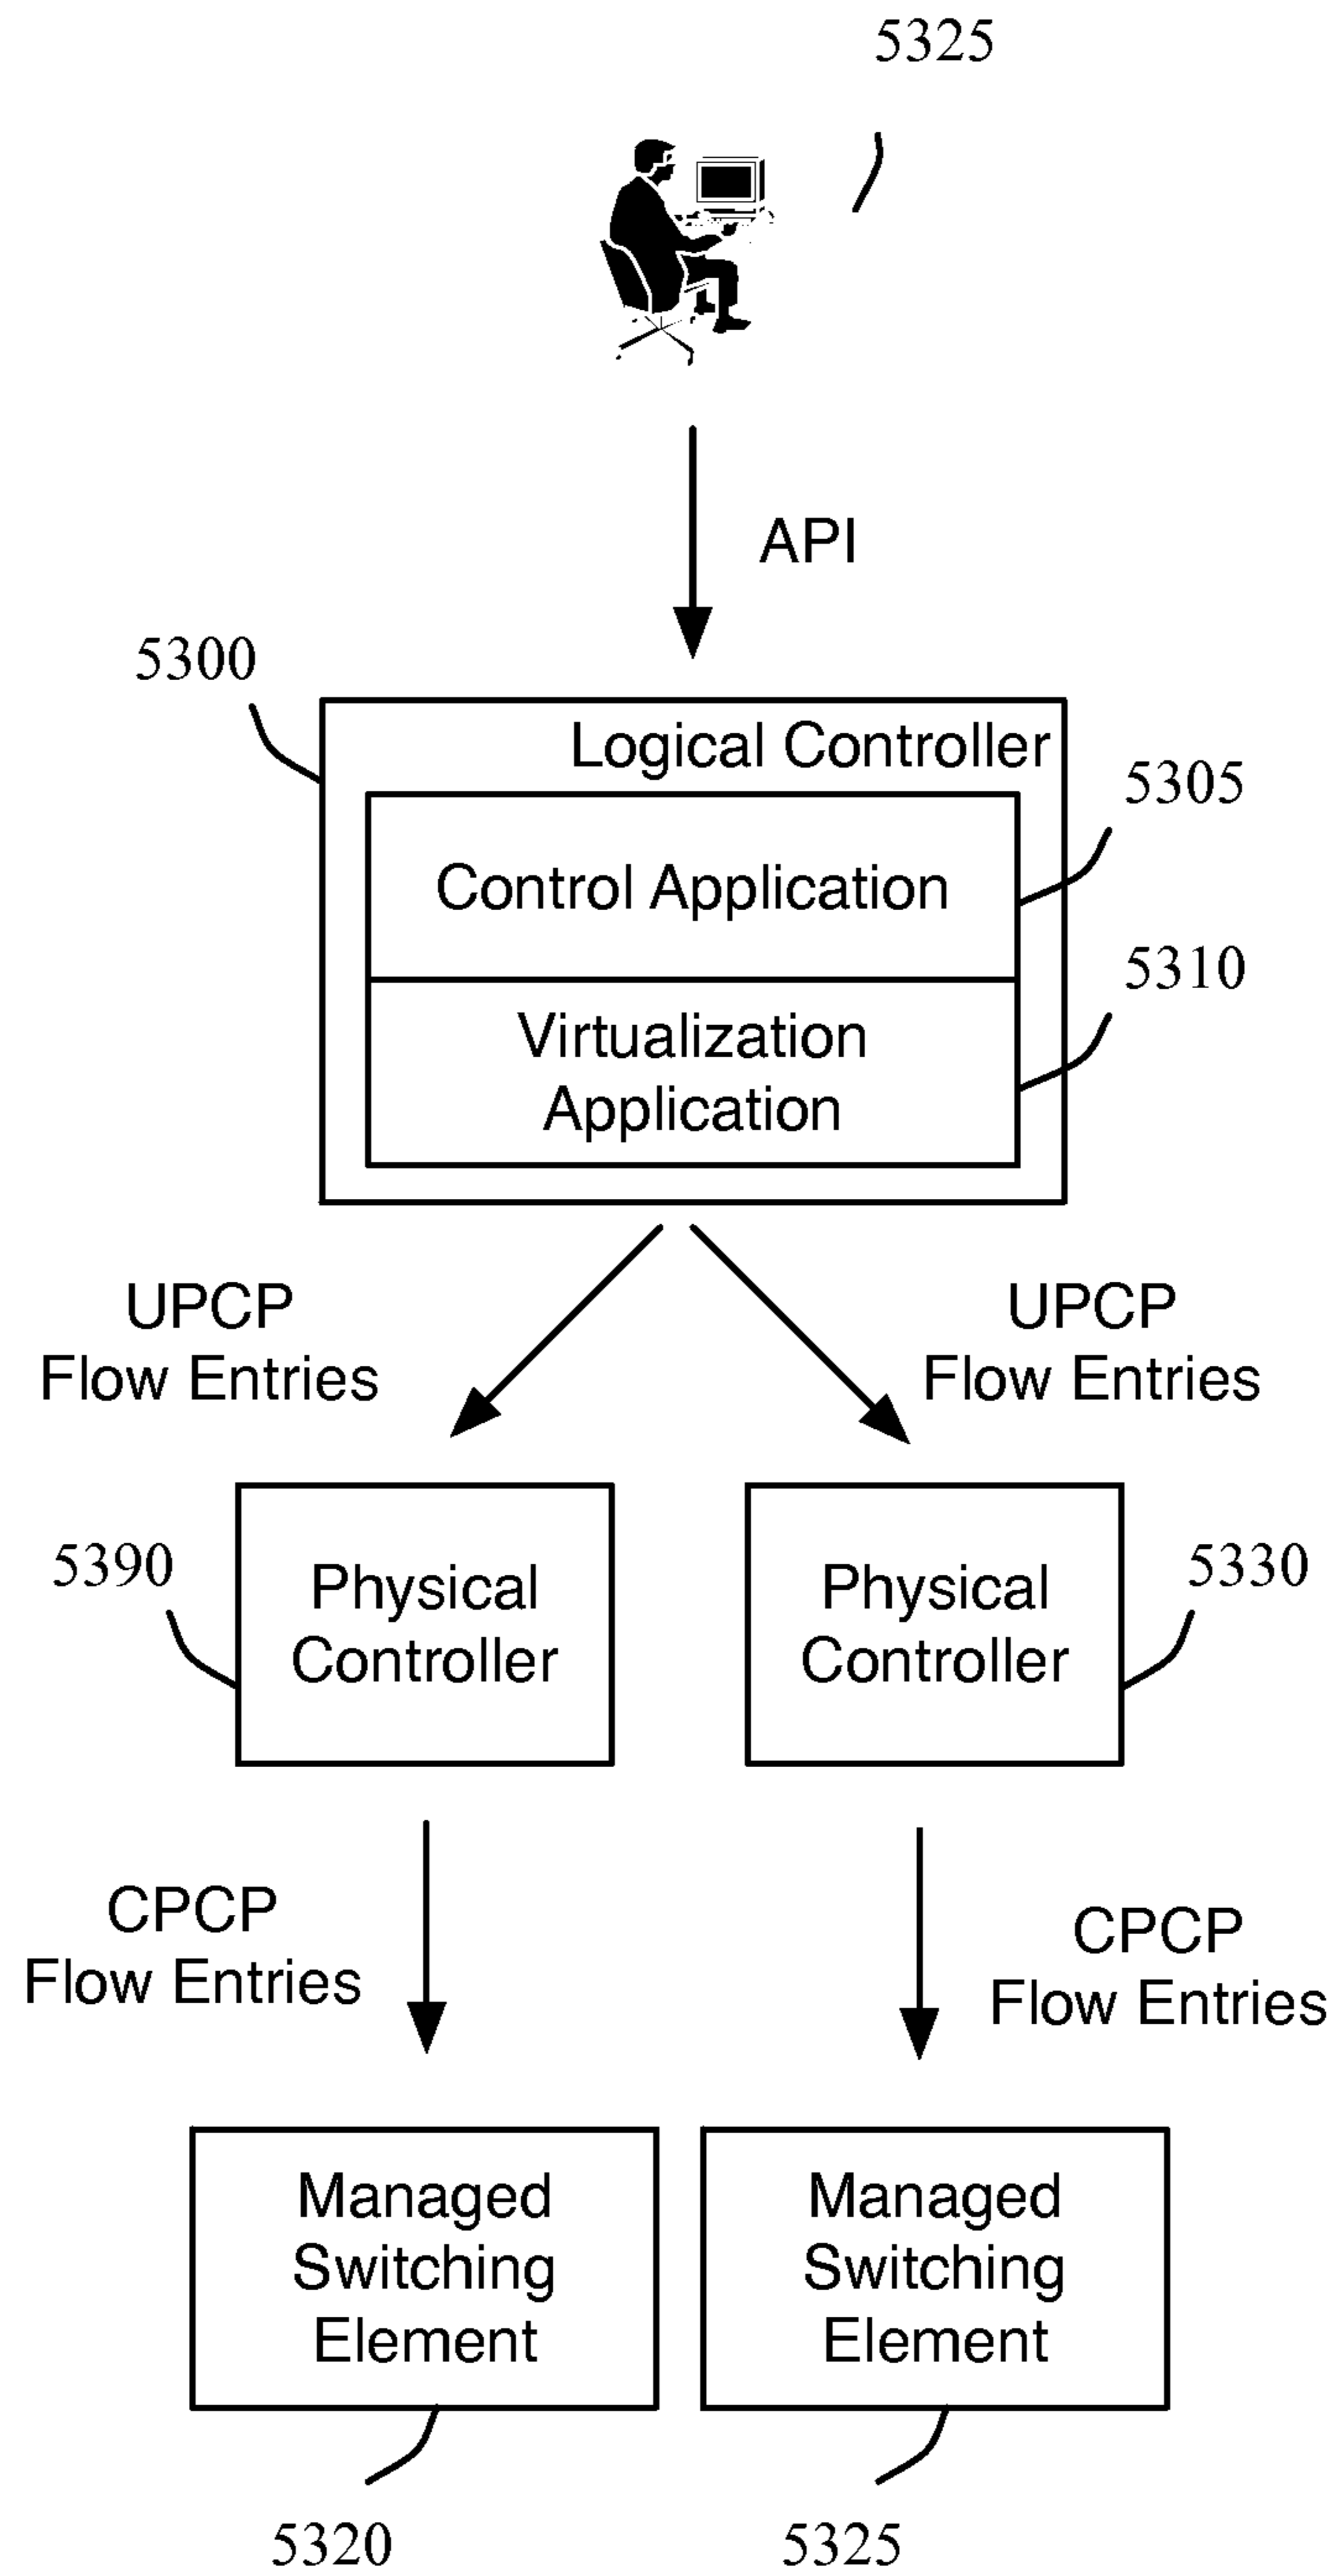 5325
API
5300
Logical Controller
5305
Control Application
5310
Virtualization
Application
UPCP
Flow Entries
UPCP
Flow Entries
5390
Physical
Controller
5330
Physical
Controller
CPCP
Flow Entries
CPCP
Flow Entries
Managed
Switching
Element
Managed
Switching
Element
5320
5325